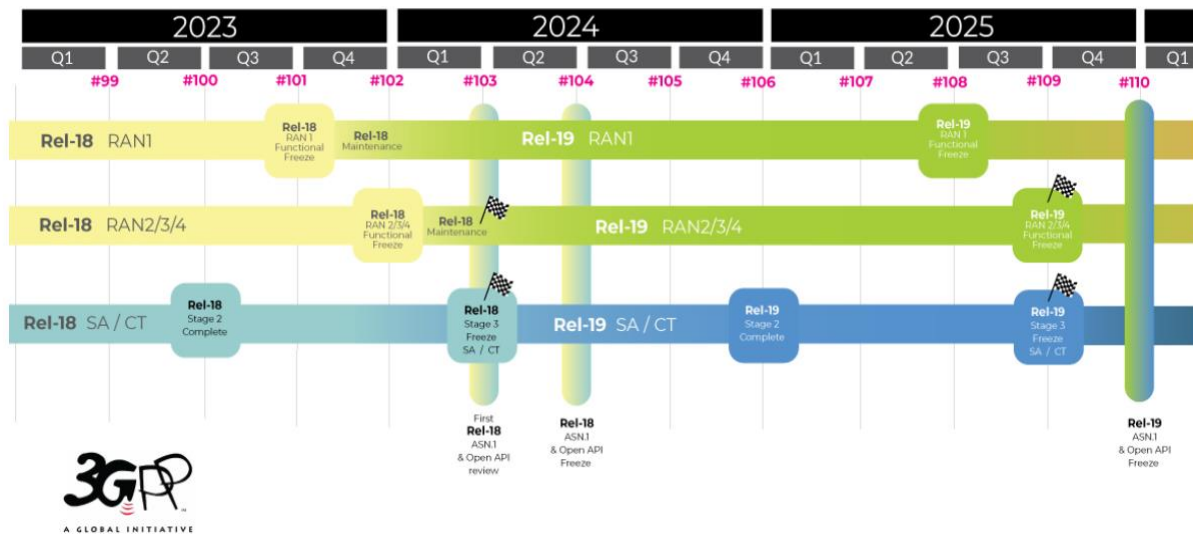 2023 2024 2025
Q1 Q2 Q3 Q4 Q1 Q2 Q3 Q4 Q1 Q2 Q3 Q4 Q1
#99 #100 #101 #102 #103 #104 #105 #106 #107 #108 #109 #110
Rel-18 RAN1
Rel-18
RAN 1
Functional
Freeze
Rel-18
Maintenance
Rel-19 RAN1
Rel-19
RAN 1
Functional
Freeze
Rel-18 RAN2/3/4
Rel-18
RAN 2/3/4
Functional
Freeze
Rel-18
Maintenance
Rel-19 RAN2/3/4
Rel-19
RAN 2/3/4
Functional
Freeze
Rel-18 SA / CT
Rel-18
Stage 2
Complete
Rel-18
Stage 3
Freeze
SA / CT
Rel-19 SA / CT
Rel-19
Stage 2
Complete
Rel-19
Stage 3
Freeze
SA / CT
First
Rel-18
ASN.1
& Open API
review
Rel-18
ASN.1
& Open API
Freeze
Rel-19
ASN.1
& Open API
Freeze
3GPP
TM
A GLOBAL INITIATIVE